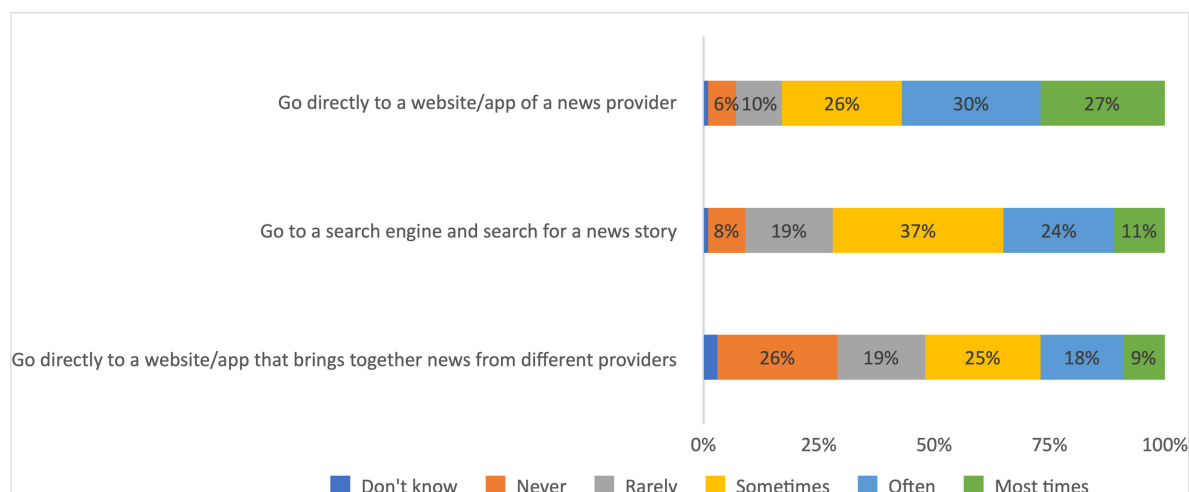 Go directly to a website/app of a news provider
6% 10% 26% 30% 27%
Go to a search engine and search for a news story
8% 19% 37% 24% 11%
Go directly to a website/app that brings together news from different providers
26% 19% 25% 18% 9%
0% 25% 50% 75% 100%
Don't know Never Rarely Sometimes Often Most times